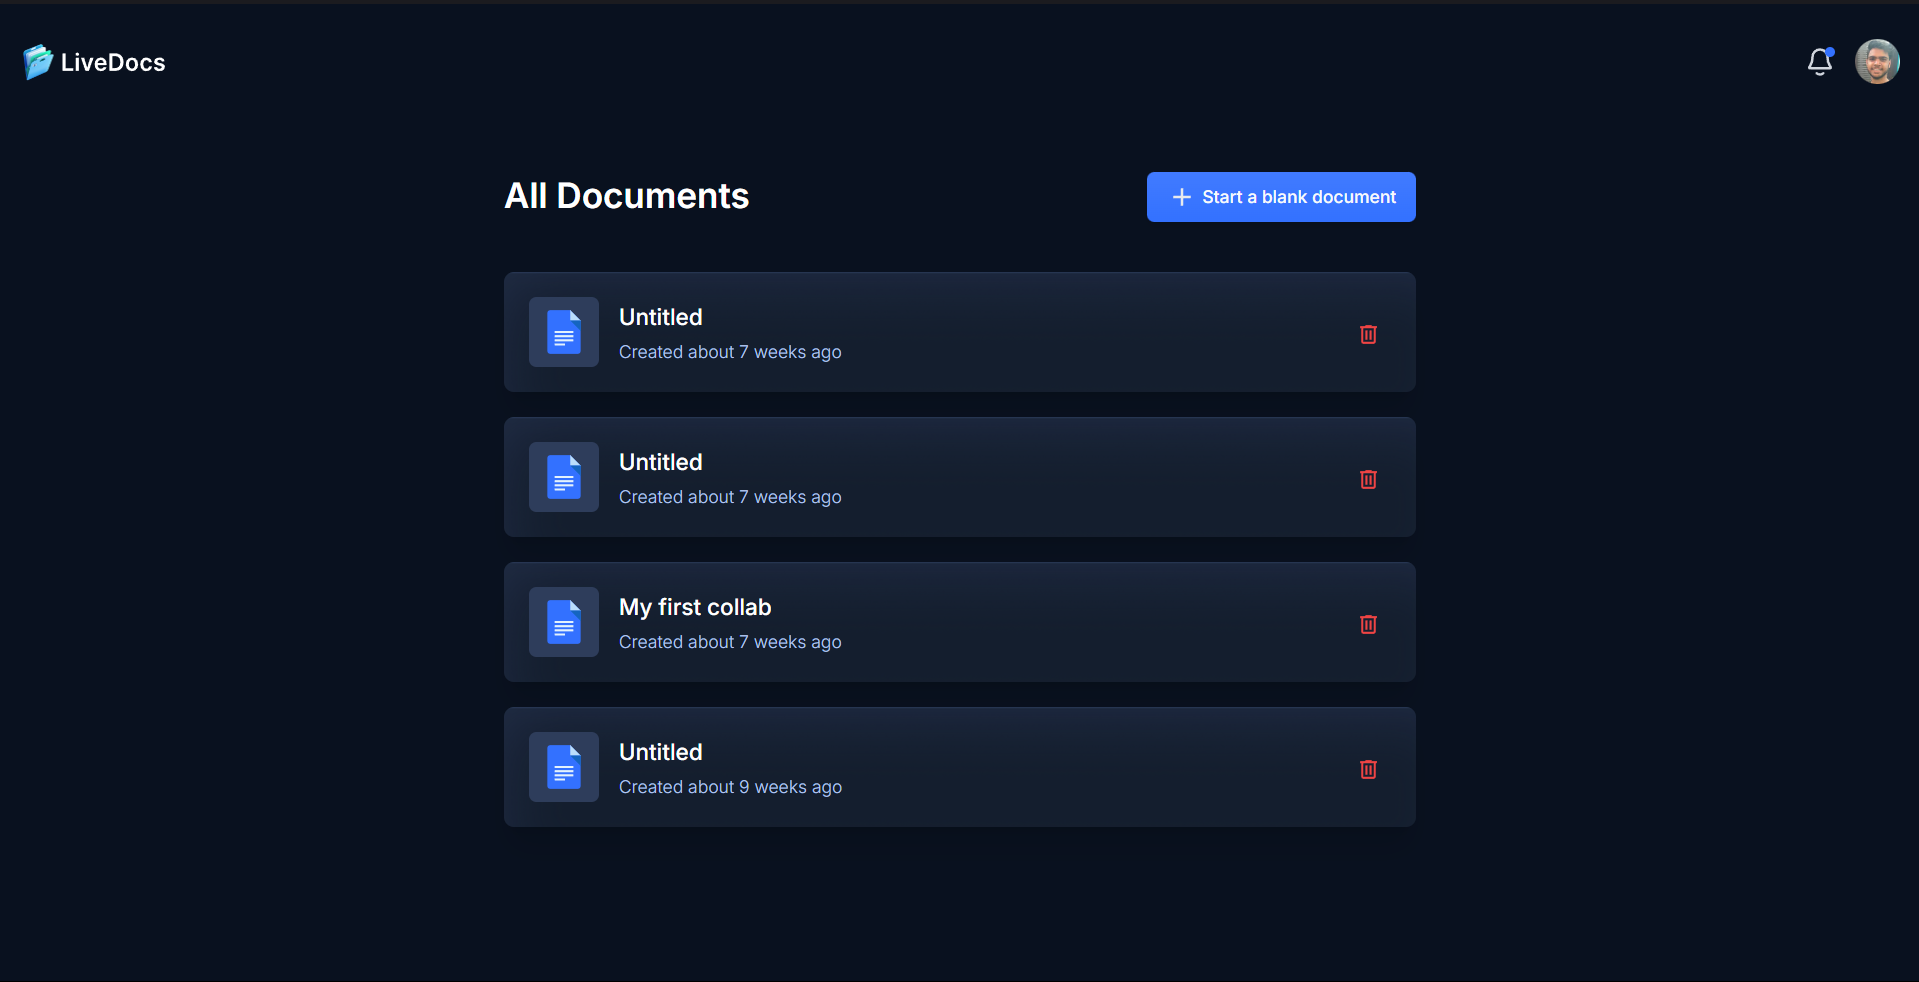 LiveDocs
All Documents
Start a blank document
Untitled
Created about 7 weeks ago
Untitled
Created about 7 weeks ago
My first collab
Created about 7 weeks ago
Untitled
Created about 9 weeks ago